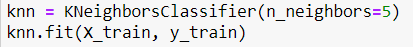 knn = KNeighborsClassifier(n_neighbors=5)
knn.fit(X_train, y_train)